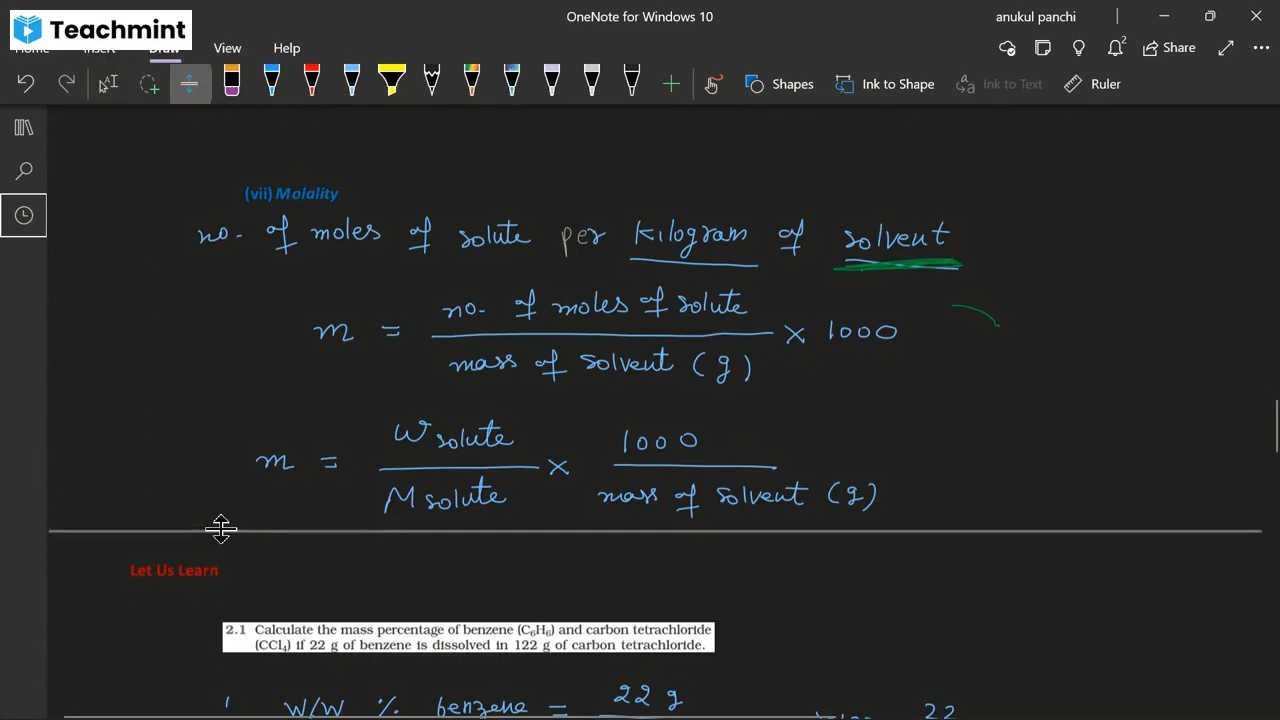 Teachmint
OneNote for Windows 10
anukul panchi
Home Insert Draw View Help
2
Share
Shapes
Ink to Shape
Ink to Text
Ruler
(vii) Molality
no. of moles of solute per kilogram of solvent
m = no. of moles of solute / mass of solvent (g) × 1000
m = W solute / M solute × 1000 / mass of solvent (g)
Let Us Learn
2.1 Calculate the mass percentage of benzene (C₆H₆) and carbon tetrachloride
(CCl₄) if 22 g of benzene is dissolved in 122 g of carbon tetrachloride.
W/W % benzene = 22 g
22